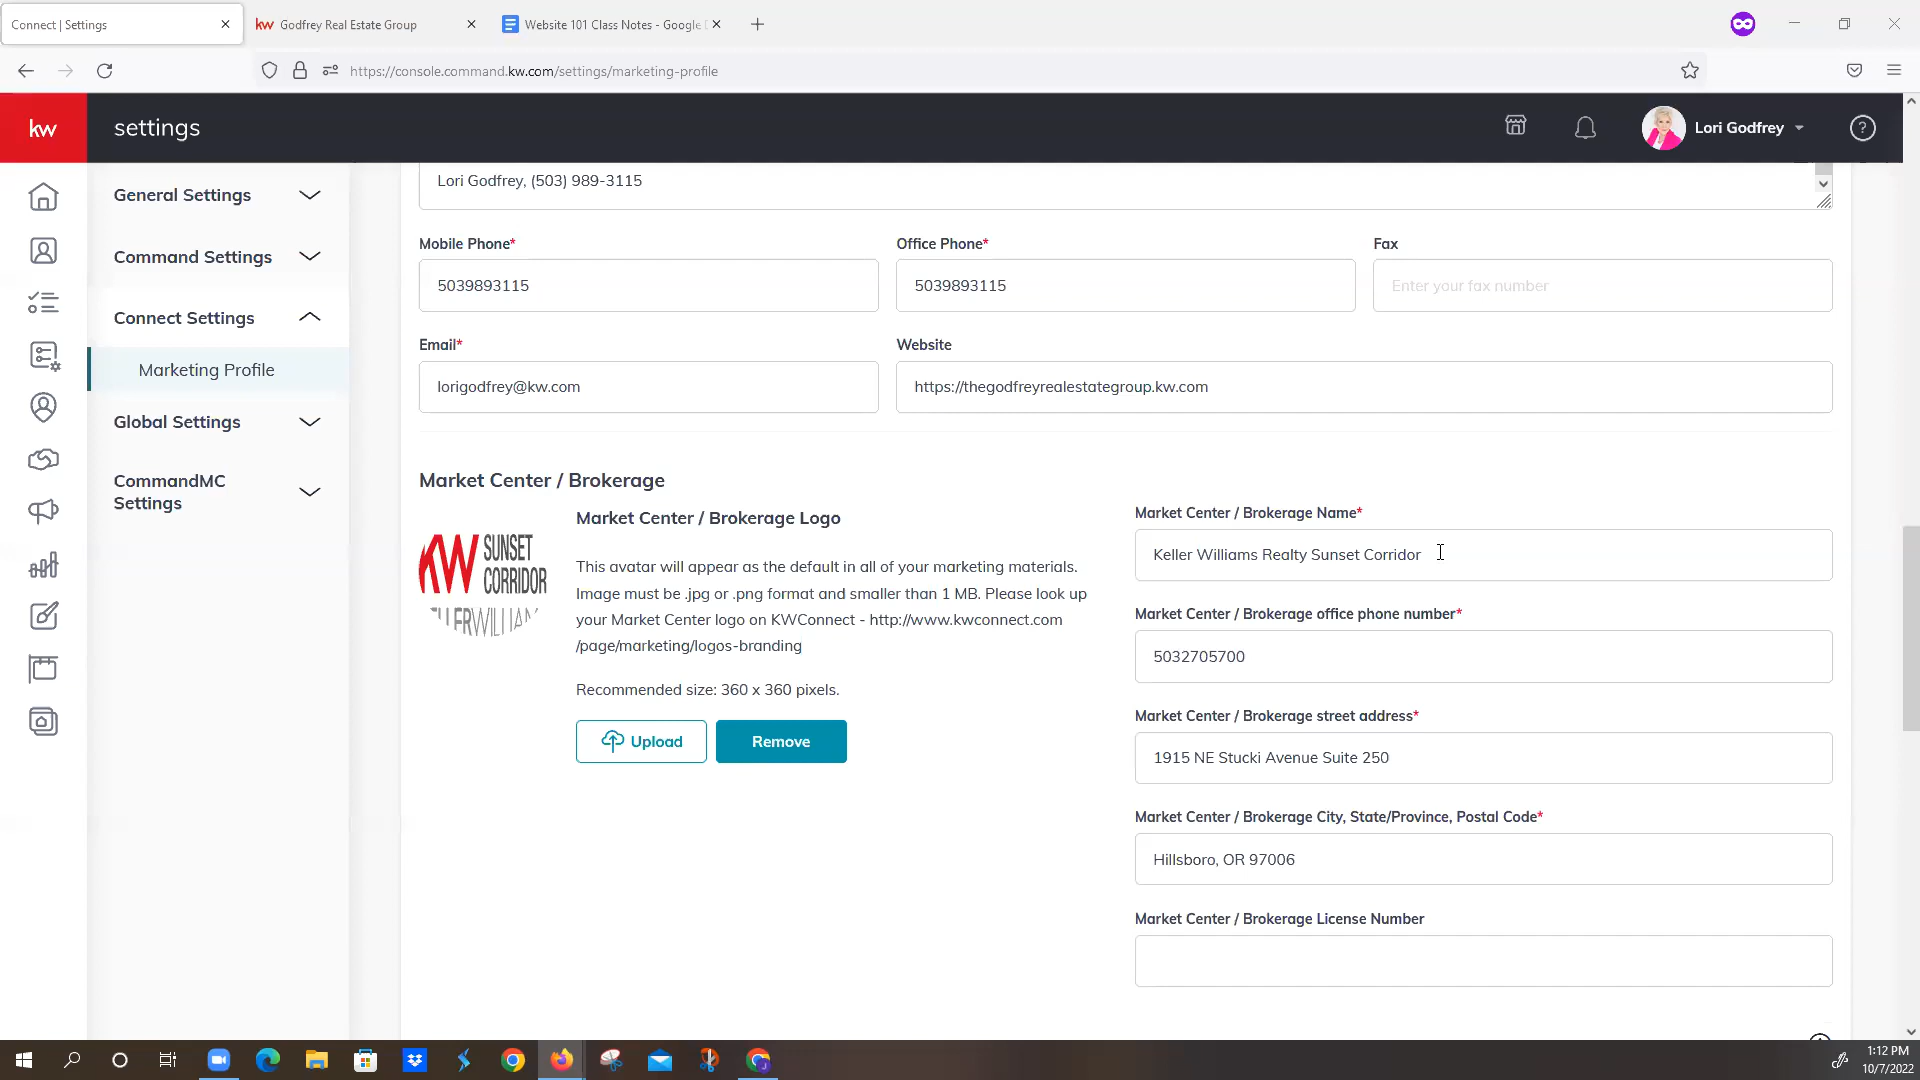 Connect | Settings
kw Godfrey Real Estate Group
Website 101 Class Notes - Google
https://console.command.kw.com/settings/marketing-profile
kw
settings
Lori Godfrey
?
General Settings
Command Settings
Connect Settings
Marketing Profile
Global Settings
CommandMC
Settings
Lori Godfrey, (503) 989-3115
Mobile Phone*
Office Phone*
Fax
5039893115
5039893115
Enter your fax number
Email*
Website
lorigodfrey@kw.com
https://thegodfreyrealestategroup.kw.com
Market Center / Brokerage
KW SUNSET
CORRIDOR
Market Center / Brokerage Logo
This avatar will appear as the default in all of your marketing materials.
Image must be .jpg or .png format and smaller than 1 MB. Please look up
your Market Center logo on KWConnect - http://www.kwconnect.com
/page/marketing/logos-branding
Recommended size: 360 x 360 pixels.
Upload
Remove
Market Center / Brokerage Name*
Keller Williams Realty Sunset Corridor
Market Center / Brokerage office phone number*
5032705700
Market Center / Brokerage street address*
1915 NE Stucki Avenue Suite 250
Market Center / Brokerage City, State/Province, Postal Code*
Hillsboro, OR 97006
Market Center / Brokerage License Number
1:12 PM
10/7/2022